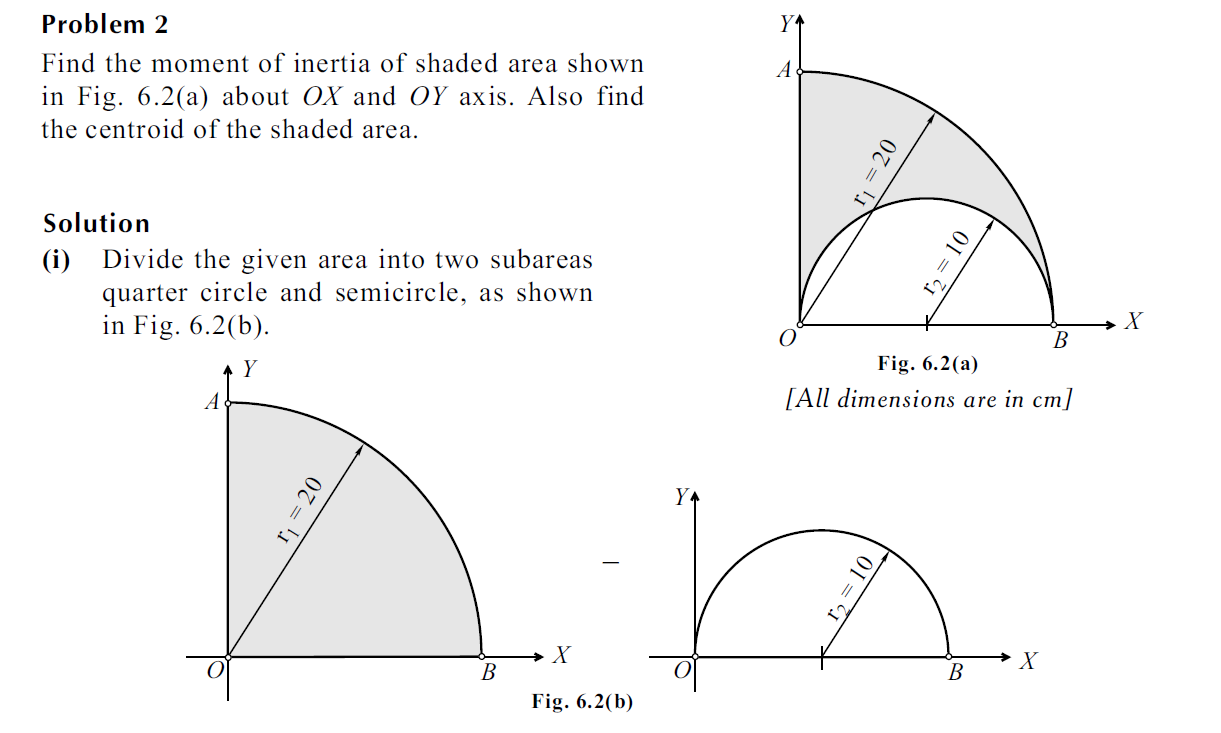 Problem 2
Find the moment of inertia of shaded area shown
in Fig. 6.2(a) about OX and OY axis. Also find
the centroid of the shaded area.
Y
A
r₁ = 20
r₂ = 10
O
B
X
Fig. 6.2(a)
[All dimensions are in cm]
Solution
(i) Divide the given area into two subareas
quarter circle and semicircle, as shown
in Fig. 6.2(b).
Y
A
r₁ = 20
O
B
X
–
Y
r₂ = 10
O
B
X
Fig. 6.2(b)